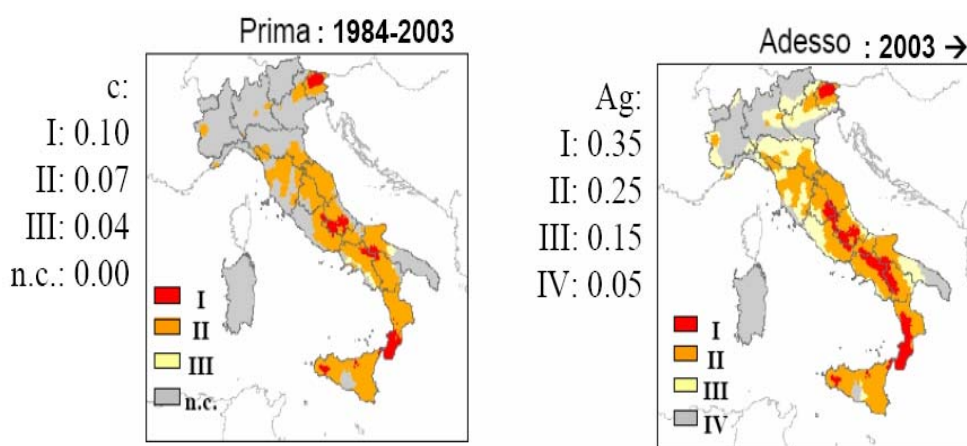 Prima : 1984-2003
c:
I: 0.10
II: 0.07
III: 0.04
n.c.: 0.00
I
II
III
n.c.
Adesso : 2003 →
Ag:
I: 0.35
II: 0.25
III: 0.15
IV: 0.05
I
II
III
IV